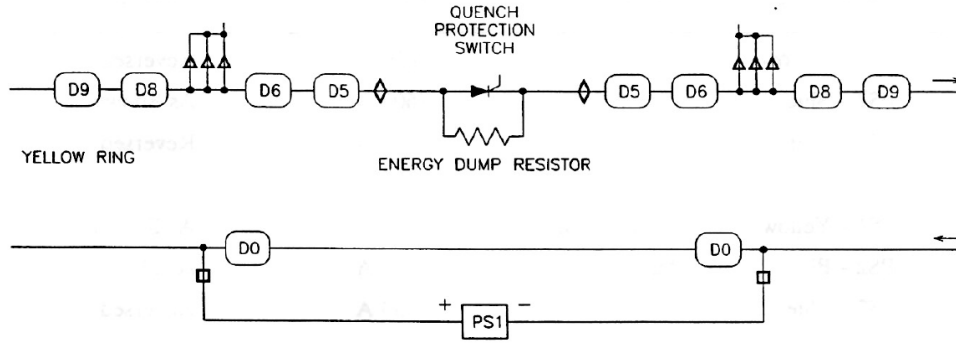 QUENCH
PROTECTION
SWITCH
D9 D8 D6 D5 D5 D6 D8 D9
YELLOW RING
ENERGY DUMP RESISTOR
D0 D0
+ PS1 −